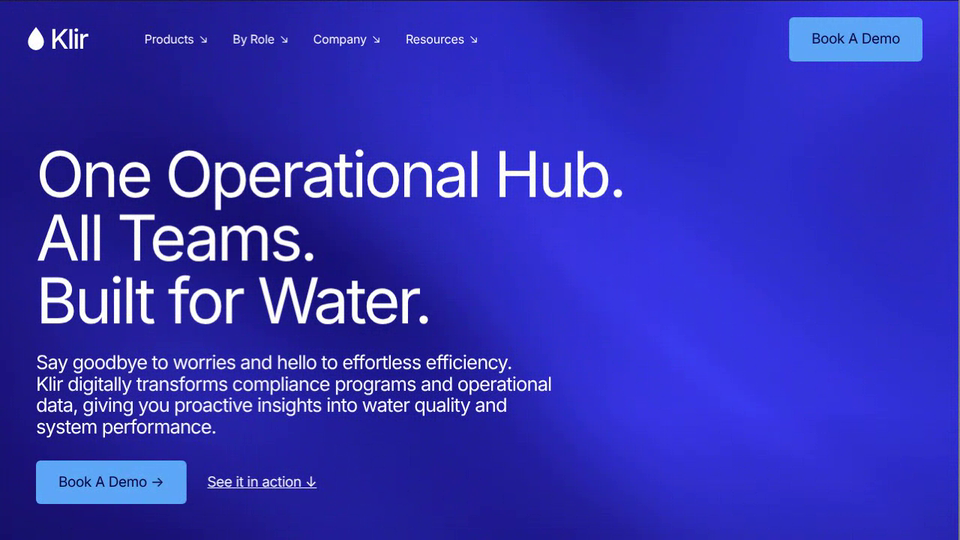 Klir
Products ↘
By Role ↘
Company ↘
Resources ↘
Book A Demo
One Operational Hub.
All Teams.
Built for Water.
Say goodbye to worries and hello to effortless efficiency.
Klir digitally transforms compliance programs and operational
data, giving you proactive insights into water quality and
system performance.
Book A Demo →
See it in action ↓